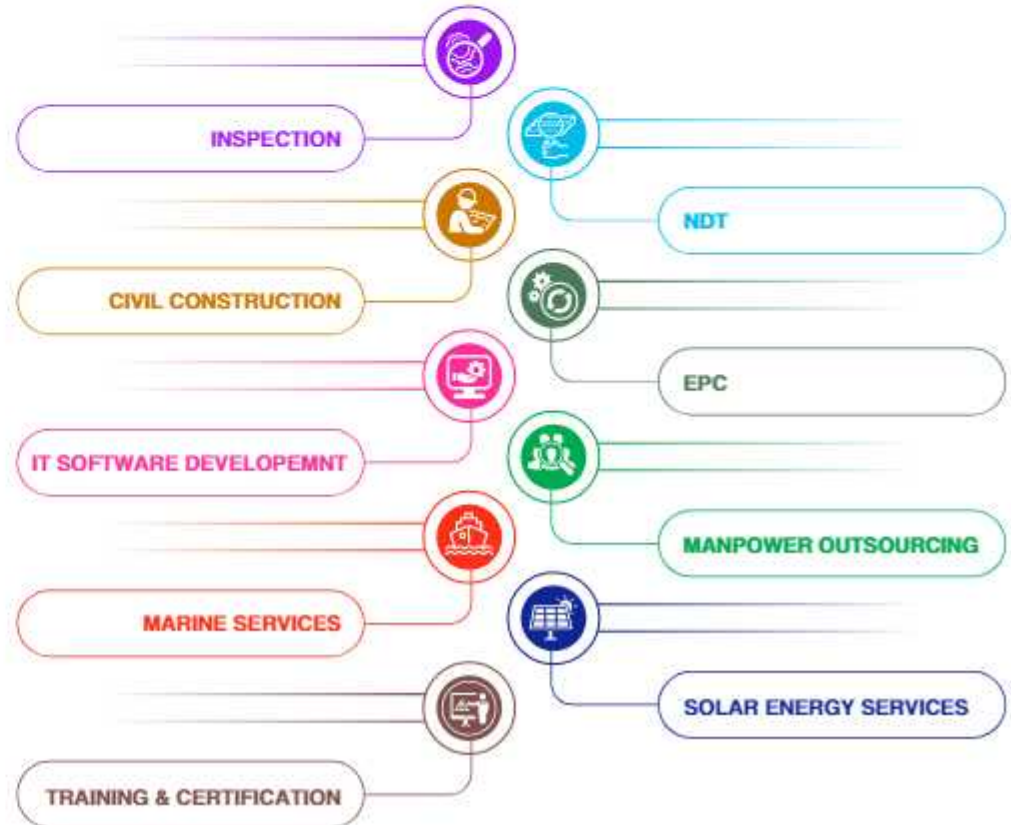 INSPECTION
NDT
CIVIL CONSTRUCTION
EPC
IT SOFTWARE DEVELOPEMNT
MANPOWER OUTSOURCING
MARINE SERVICES
SOLAR ENERGY SERVICES
TRAINING & CERTIFICATION